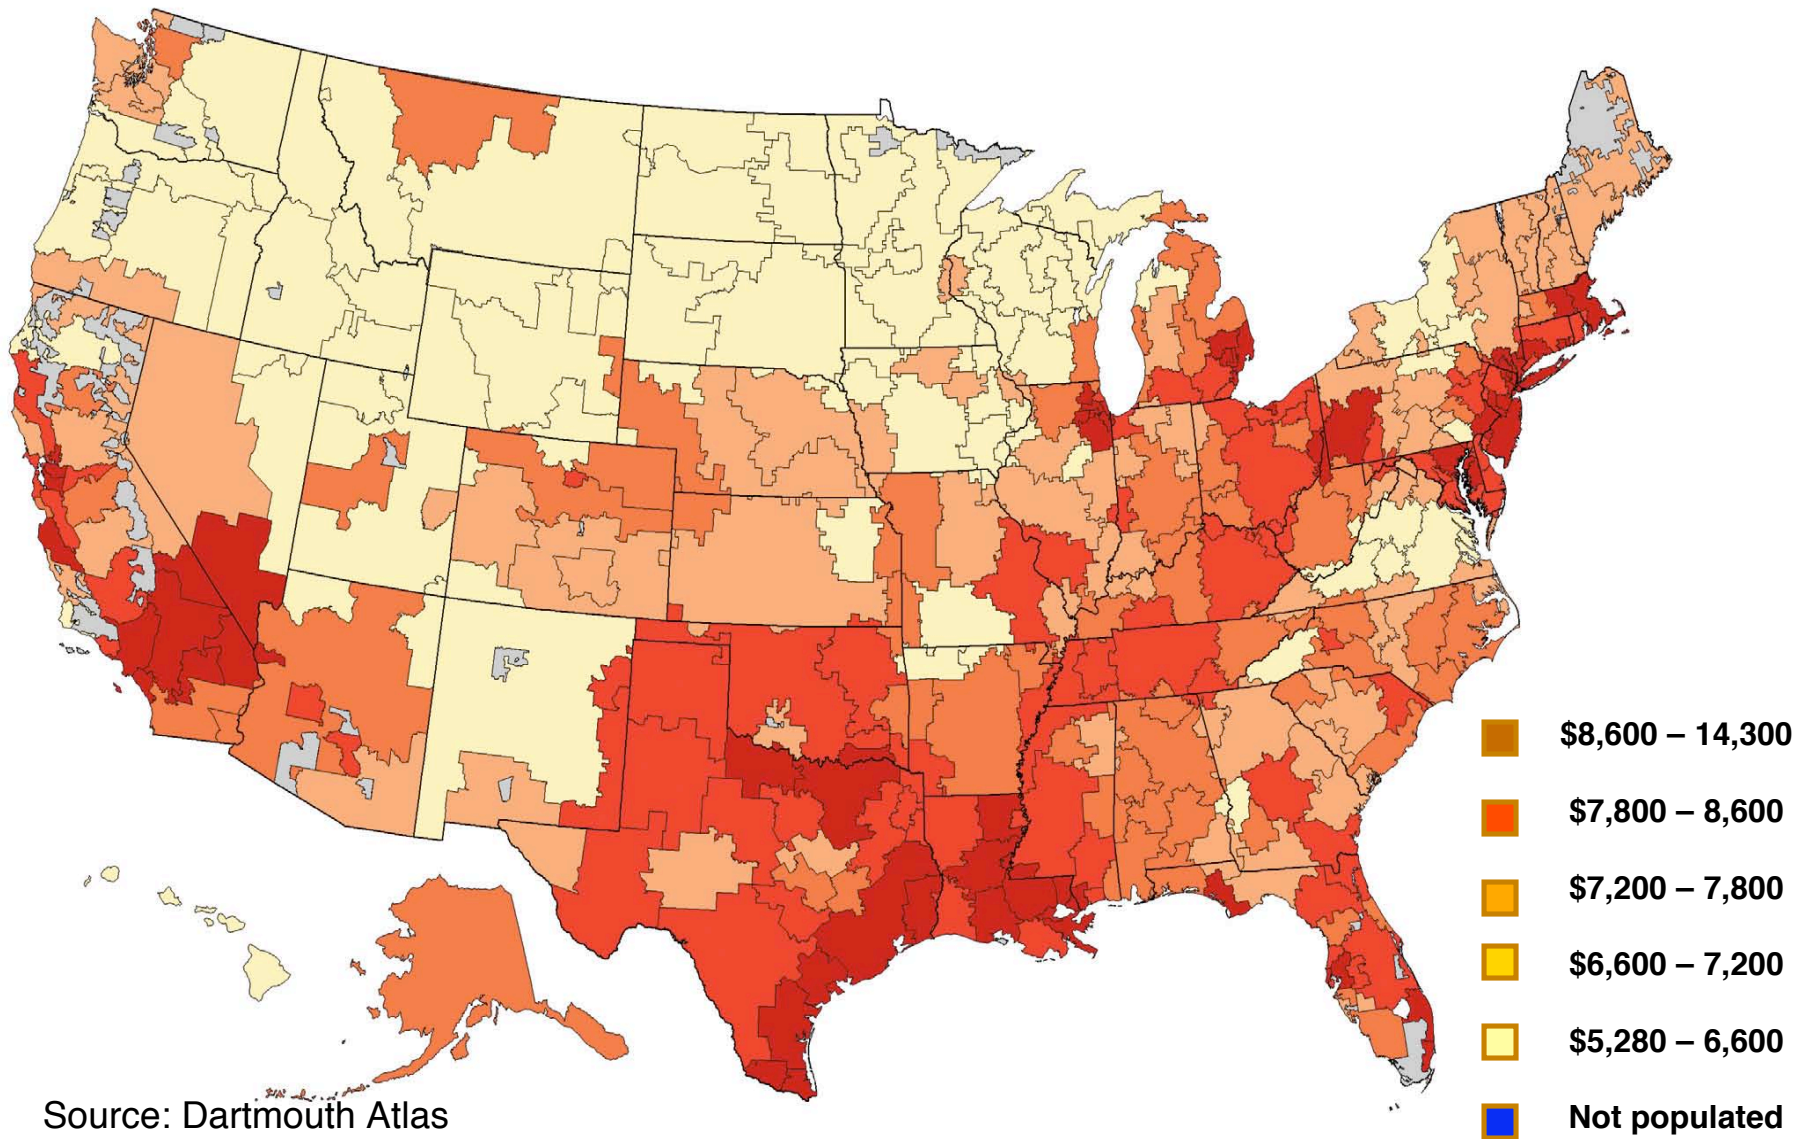 $8,600 – 14,300
$7,800 – 8,600
$7,200 – 7,800
$6,600 – 7,200
$5,280 – 6,600
Not populated
Source: Dartmouth Atlas